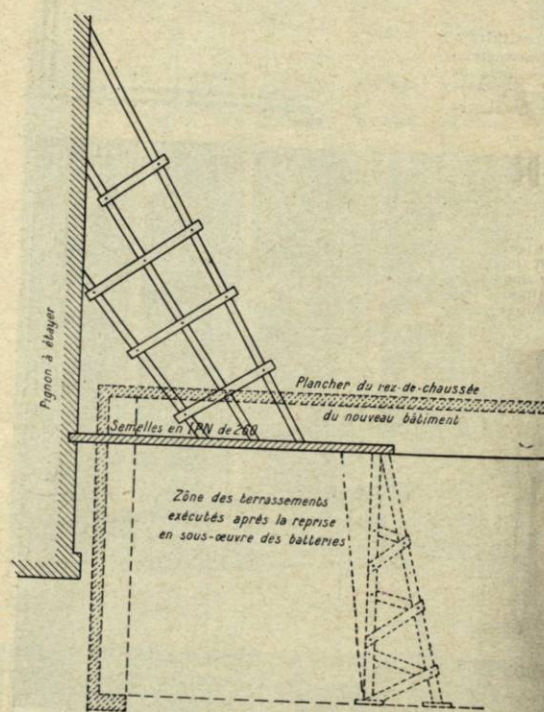 Pignon à étayer
Plancher du rez-de-chaussée
du nouveau bâtiment
Semelles en IPN de 260
Zône des terrassements
exécutés après la reprise
en sous-œuvre des batteries